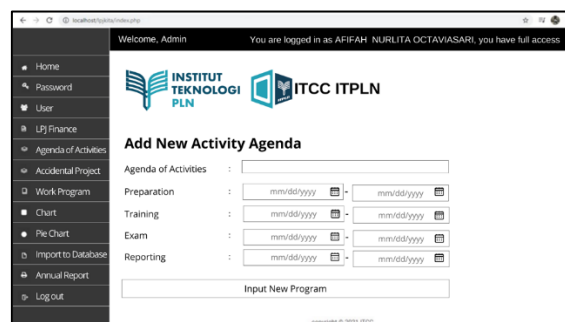 localhost/lpjkita/index.php
Welcome, Admin
You are logged in as AFIFAH NURLITA OCTAVIASARI, you have full access
Home
Password
User
LPJ Finance
Agenda of Activities
Accidental Project
Work Program
Chart
Pie Chart
Import to Database
Annual Report
Log out
INSTITUT
TEKNOLOGI
PLN
ITCC ITPLN
Add New Activity Agenda
Agenda of Activities :
Preparation : mm/dd/yyyy - mm/dd/yyyy
Training : mm/dd/yyyy - mm/dd/yyyy
Exam : mm/dd/yyyy - mm/dd/yyyy
Reporting : mm/dd/yyyy - mm/dd/yyyy
Input New Program
copyright © 2021 ITCC